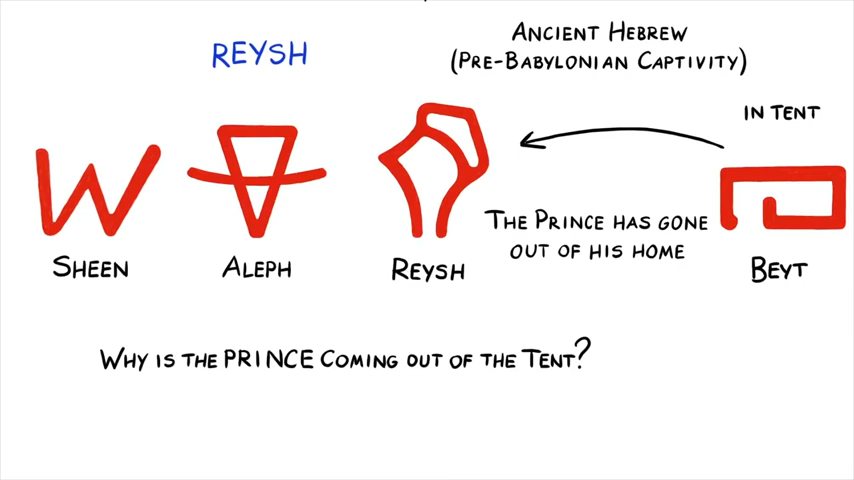 REYSH
ANCIENT HEBREW
(PRE-BABYLONIAN CAPTIVITY)
IN TENT
THE PRINCE HAS GONE
OUT OF HIS HOME
SHEEN
ALEPH
REYSH
BEYT
WHY IS THE PRINCE COMING OUT OF THE TENT?